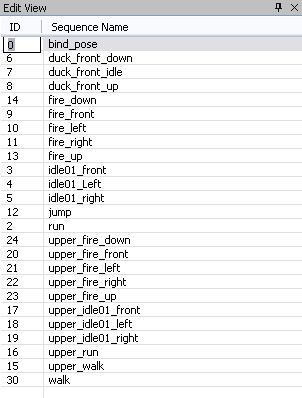 Edit View
ID Sequence Name
0 bind_pose
6 duck_front_down
7 duck_front_idle
8 duck_front_up
14 fire_down
9 fire_front
10 fire_left
11 fire_right
13 fire_up
3 idle01_front
4 idle01_Left
5 idle01_right
12 jump
2 run
24 upper_fire_down
20 upper_fire_front
21 upper_fire_left
22 upper_fire_right
23 upper_fire_up
17 upper_idle01_front
18 upper_idle01_left
19 upper_idle01_right
16 upper_run
15 upper_walk
30 walk